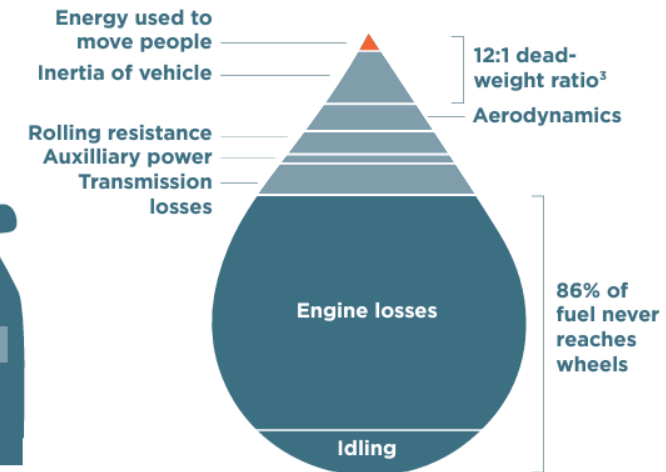 Energy used to
move people
Inertia of vehicle
12:1 dead-
weight ratio³
Aerodynamics
Rolling resistance
Auxilliary power
Transmission
losses
Engine losses
86% of
fuel never
reaches
wheels
Idling